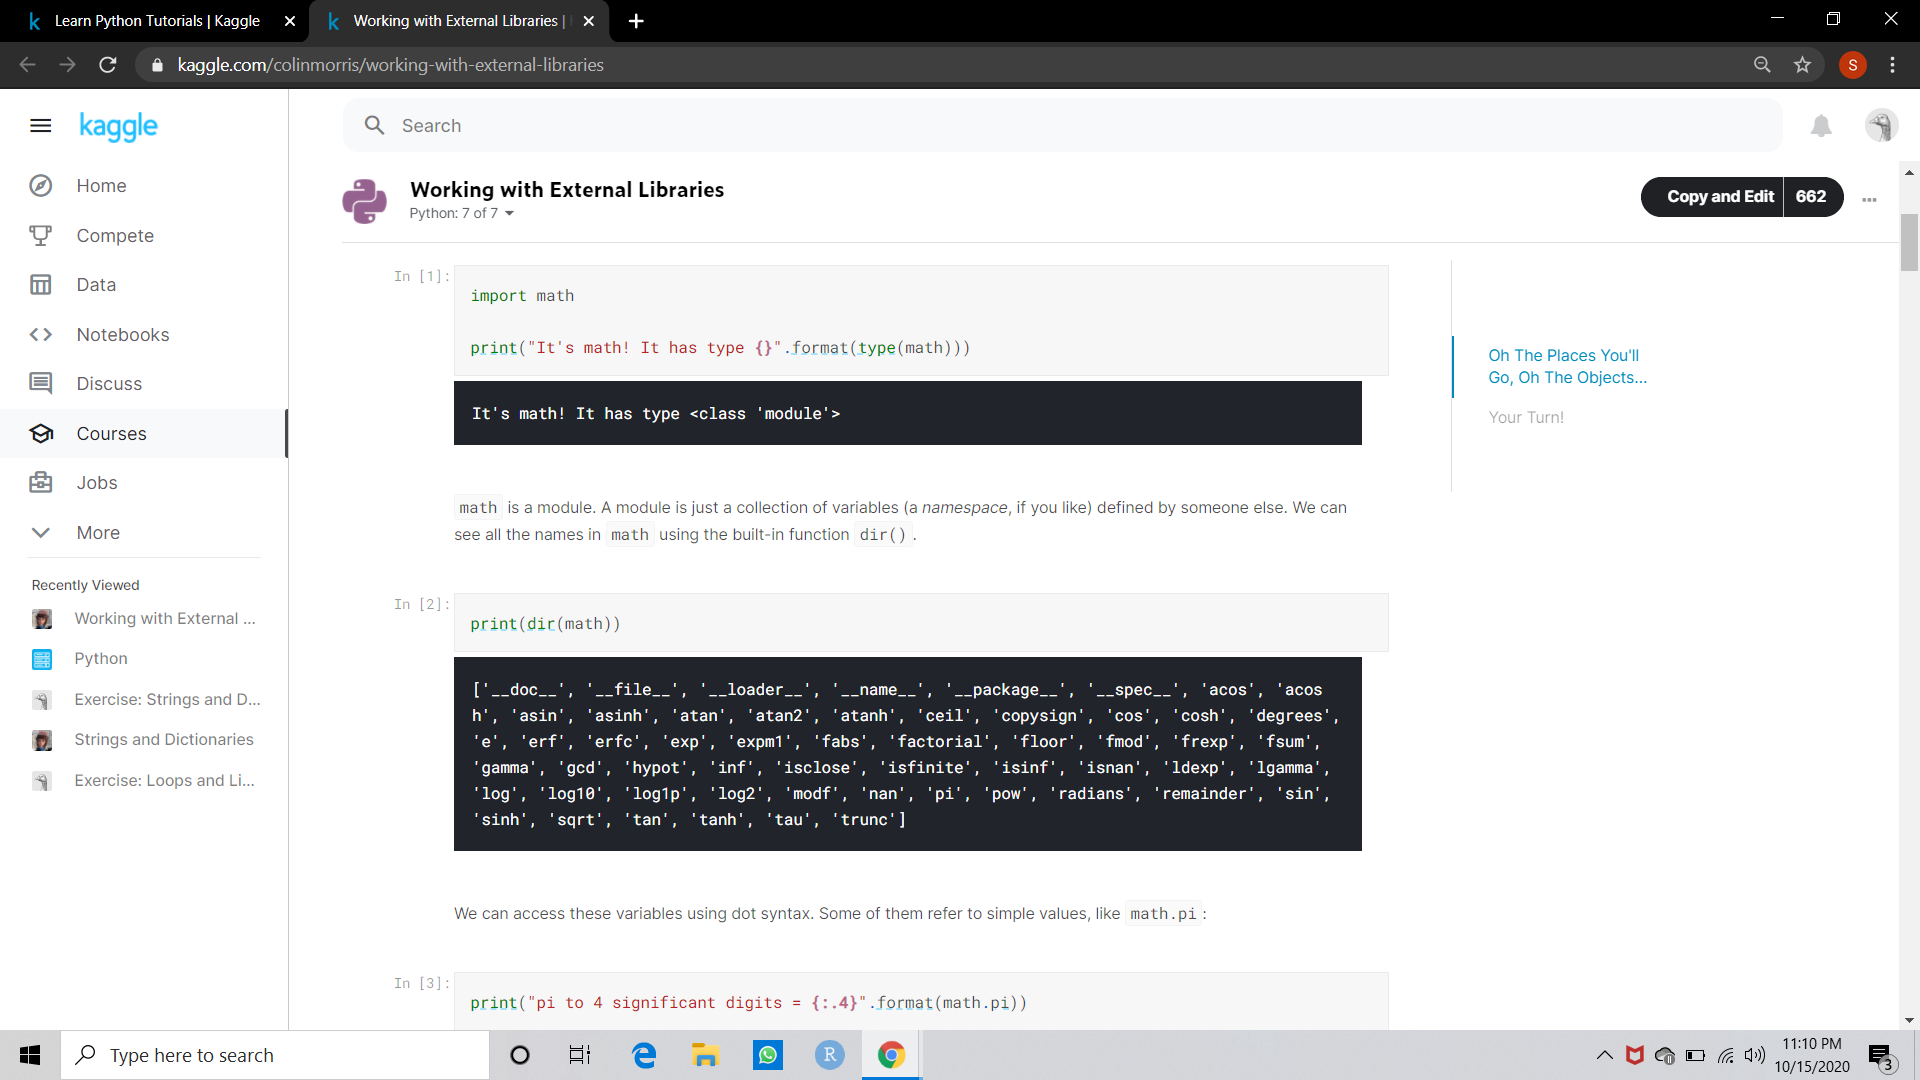 Learn Python Tutorials | Kaggle
Working with External Libraries |
kaggle.com/colinmorris/working-with-external-libraries
S
kaggle
Search
Home
Compete
Data
Notebooks
Discuss
Courses
Jobs
More
Recently Viewed
Working with External ...
Python
Exercise: Strings and D...
Strings and Dictionaries
Exercise: Loops and Li...
Working with External Libraries
Python: 7 of 7
Copy and Edit 662
In [1]:
import math
print("It's math! It has type {}".format(type(math)))
It's math! It has type <class 'module'>
math is a module. A module is just a collection of variables (a namespace, if you like) defined by someone else. We can
see all the names in math using the built-in function dir() .
In [2]:
print(dir(math))
['__doc__', '__file__', '__loader__', '__name__', '__package__', '__spec__', 'acos', 'acos
h', 'asin', 'asinh', 'atan', 'atan2', 'atanh', 'ceil', 'copysign', 'cos', 'cosh', 'degrees',
'e', 'erf', 'erfc', 'exp', 'expm1', 'fabs', 'factorial', 'floor', 'fmod', 'frexp', 'fsum',
'gamma', 'gcd', 'hypot', 'inf', 'isclose', 'isfinite', 'isinf', 'isnan', 'ldexp', 'lgamma',
'log', 'log10', 'log1p', 'log2', 'modf', 'nan', 'pi', 'pow', 'radians', 'remainder', 'sin',
'sinh', 'sqrt', 'tan', 'tanh', 'tau', 'trunc']
We can access these variables using dot syntax. Some of them refer to simple values, like math.pi :
In [3]:
print("pi to 4 significant digits = {:.4}".format(math.pi))
Oh The Places You'll
Go, Oh The Objects...
Your Turn!
Type here to search
R
11:10 PM
10/15/2020
3